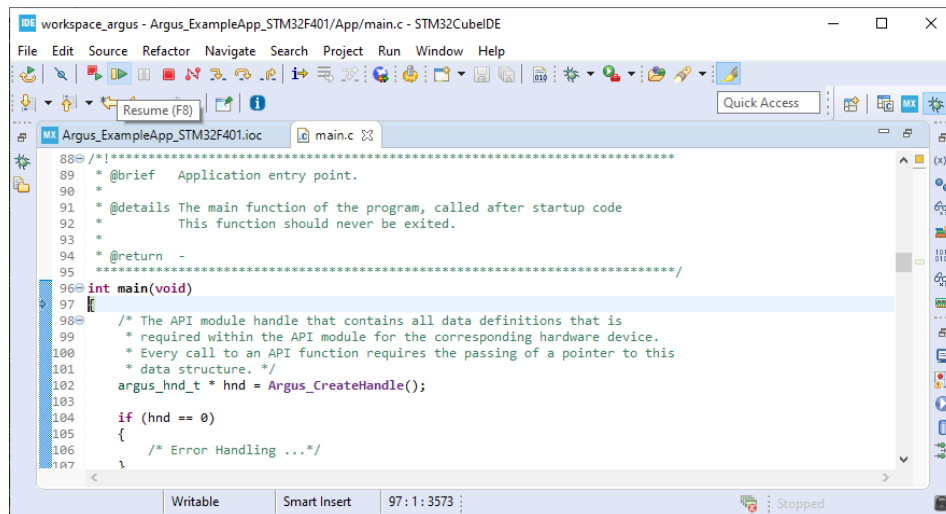 IDE workspace_argus - Argus_ExampleApp_STM32F401/App/main.c - STM32CubeIDE
File Edit Source Refactor Navigate Search Project Run Window Help
010
Resume (F8)
Quick Access
MX
MX Argus_ExampleApp_STM32F401.ioc
main.c
88 /*!***************************************************************************
89 * @brief Application entry point.
90 *
91 * @details The main function of the program, called after startup code
92 * This function should never be exited.
93 *
94 * @return -
95 *****************************************************************************/
96 int main(void)
97 {
98 /* The API module handle that contains all data definitions that is
99 * required within the API module for the corresponding hardware device.
100 * Every call to an API function requires the passing of a pointer to this
101 * data structure. */
102 argus_hnd_t * hnd = Argus_CreateHandle();
103
104 if (hnd == 0)
105 {
106 /* Error Handling ...*/
107 }
Writable Smart Insert 97 : 1 : 3573 Stopped